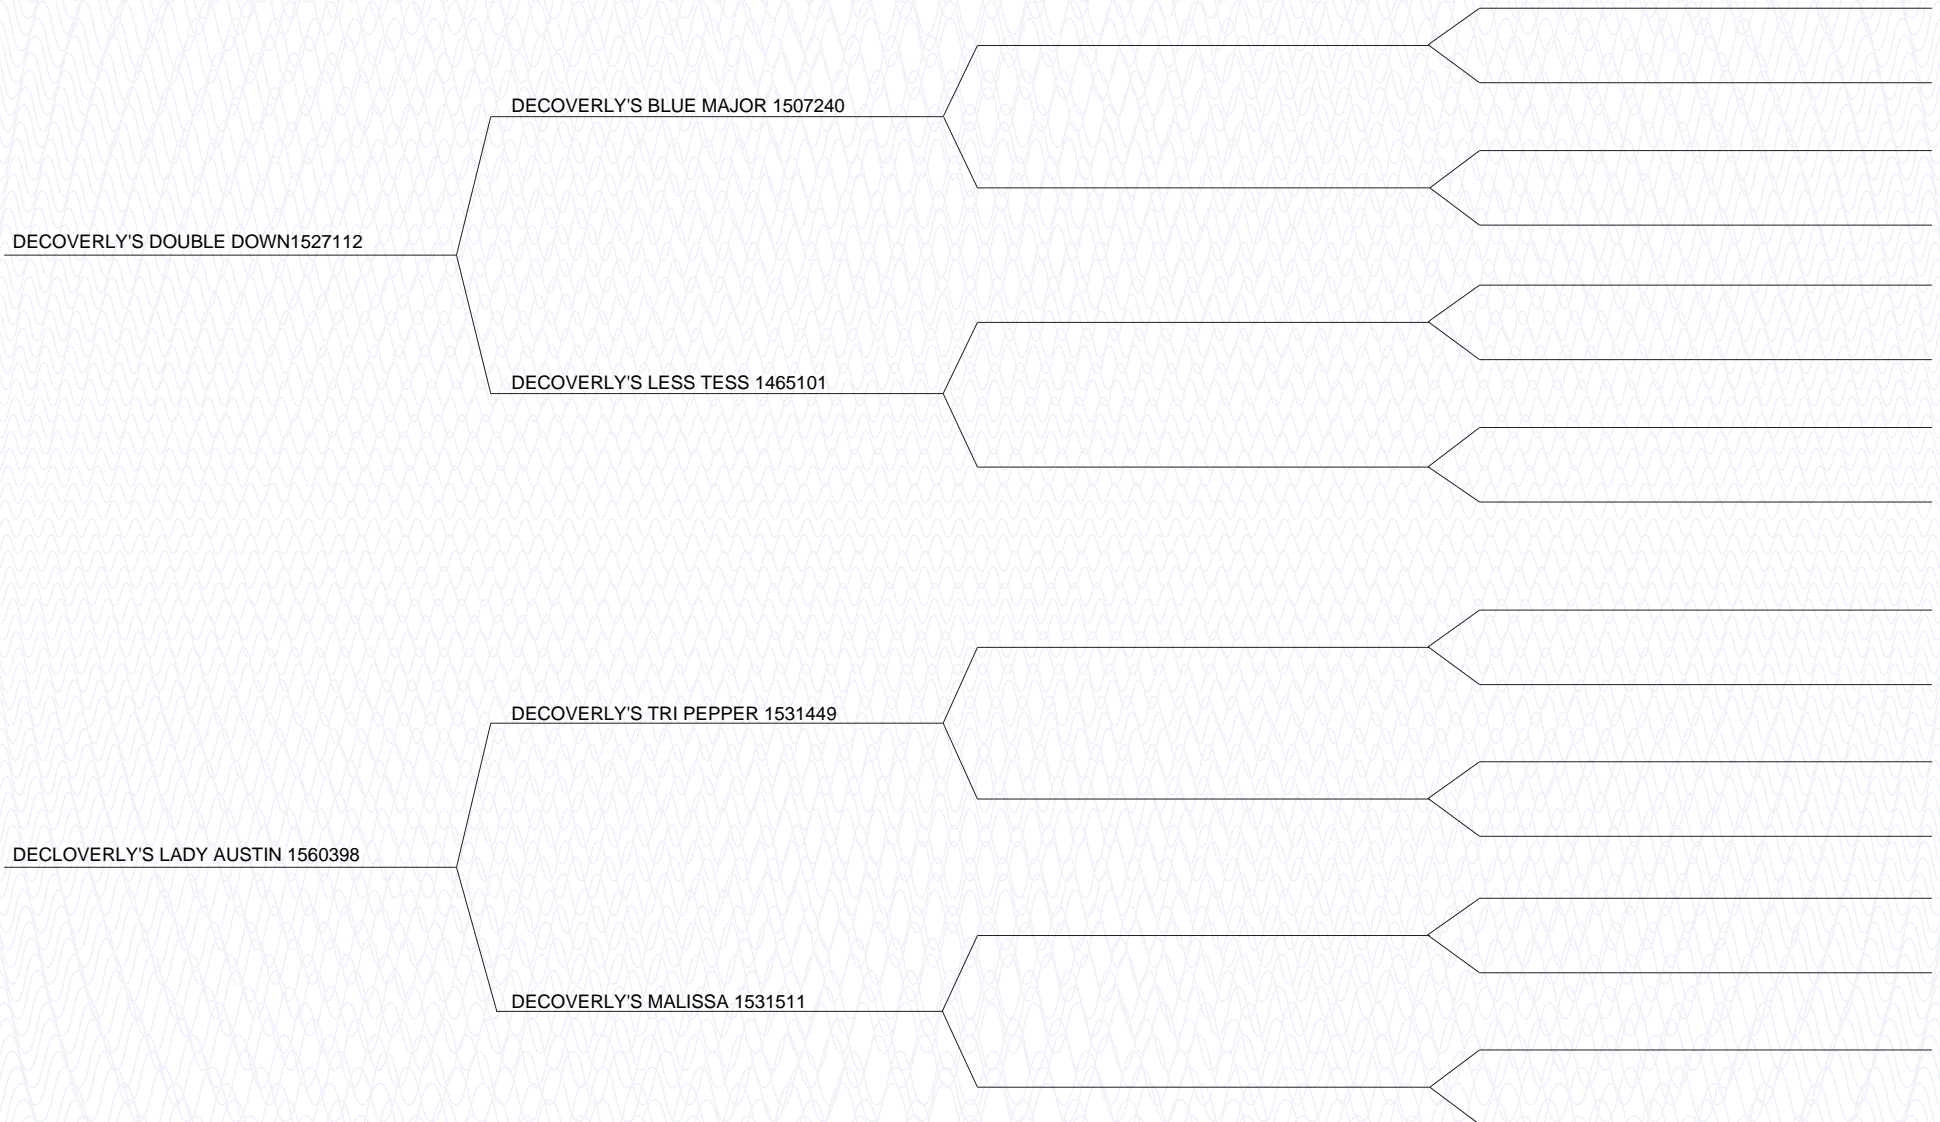 DECOVERLY'S BLUE MAJOR 1507240
DECOVERLY'S DOUBLE DOWN1527112
DECOVERLY'S LESS TESS 1465101
DECOVERLY'S TRI PEPPER 1531449
DECLOVERLY'S LADY AUSTIN 1560398
DECOVERLY'S MALISSA 1531511